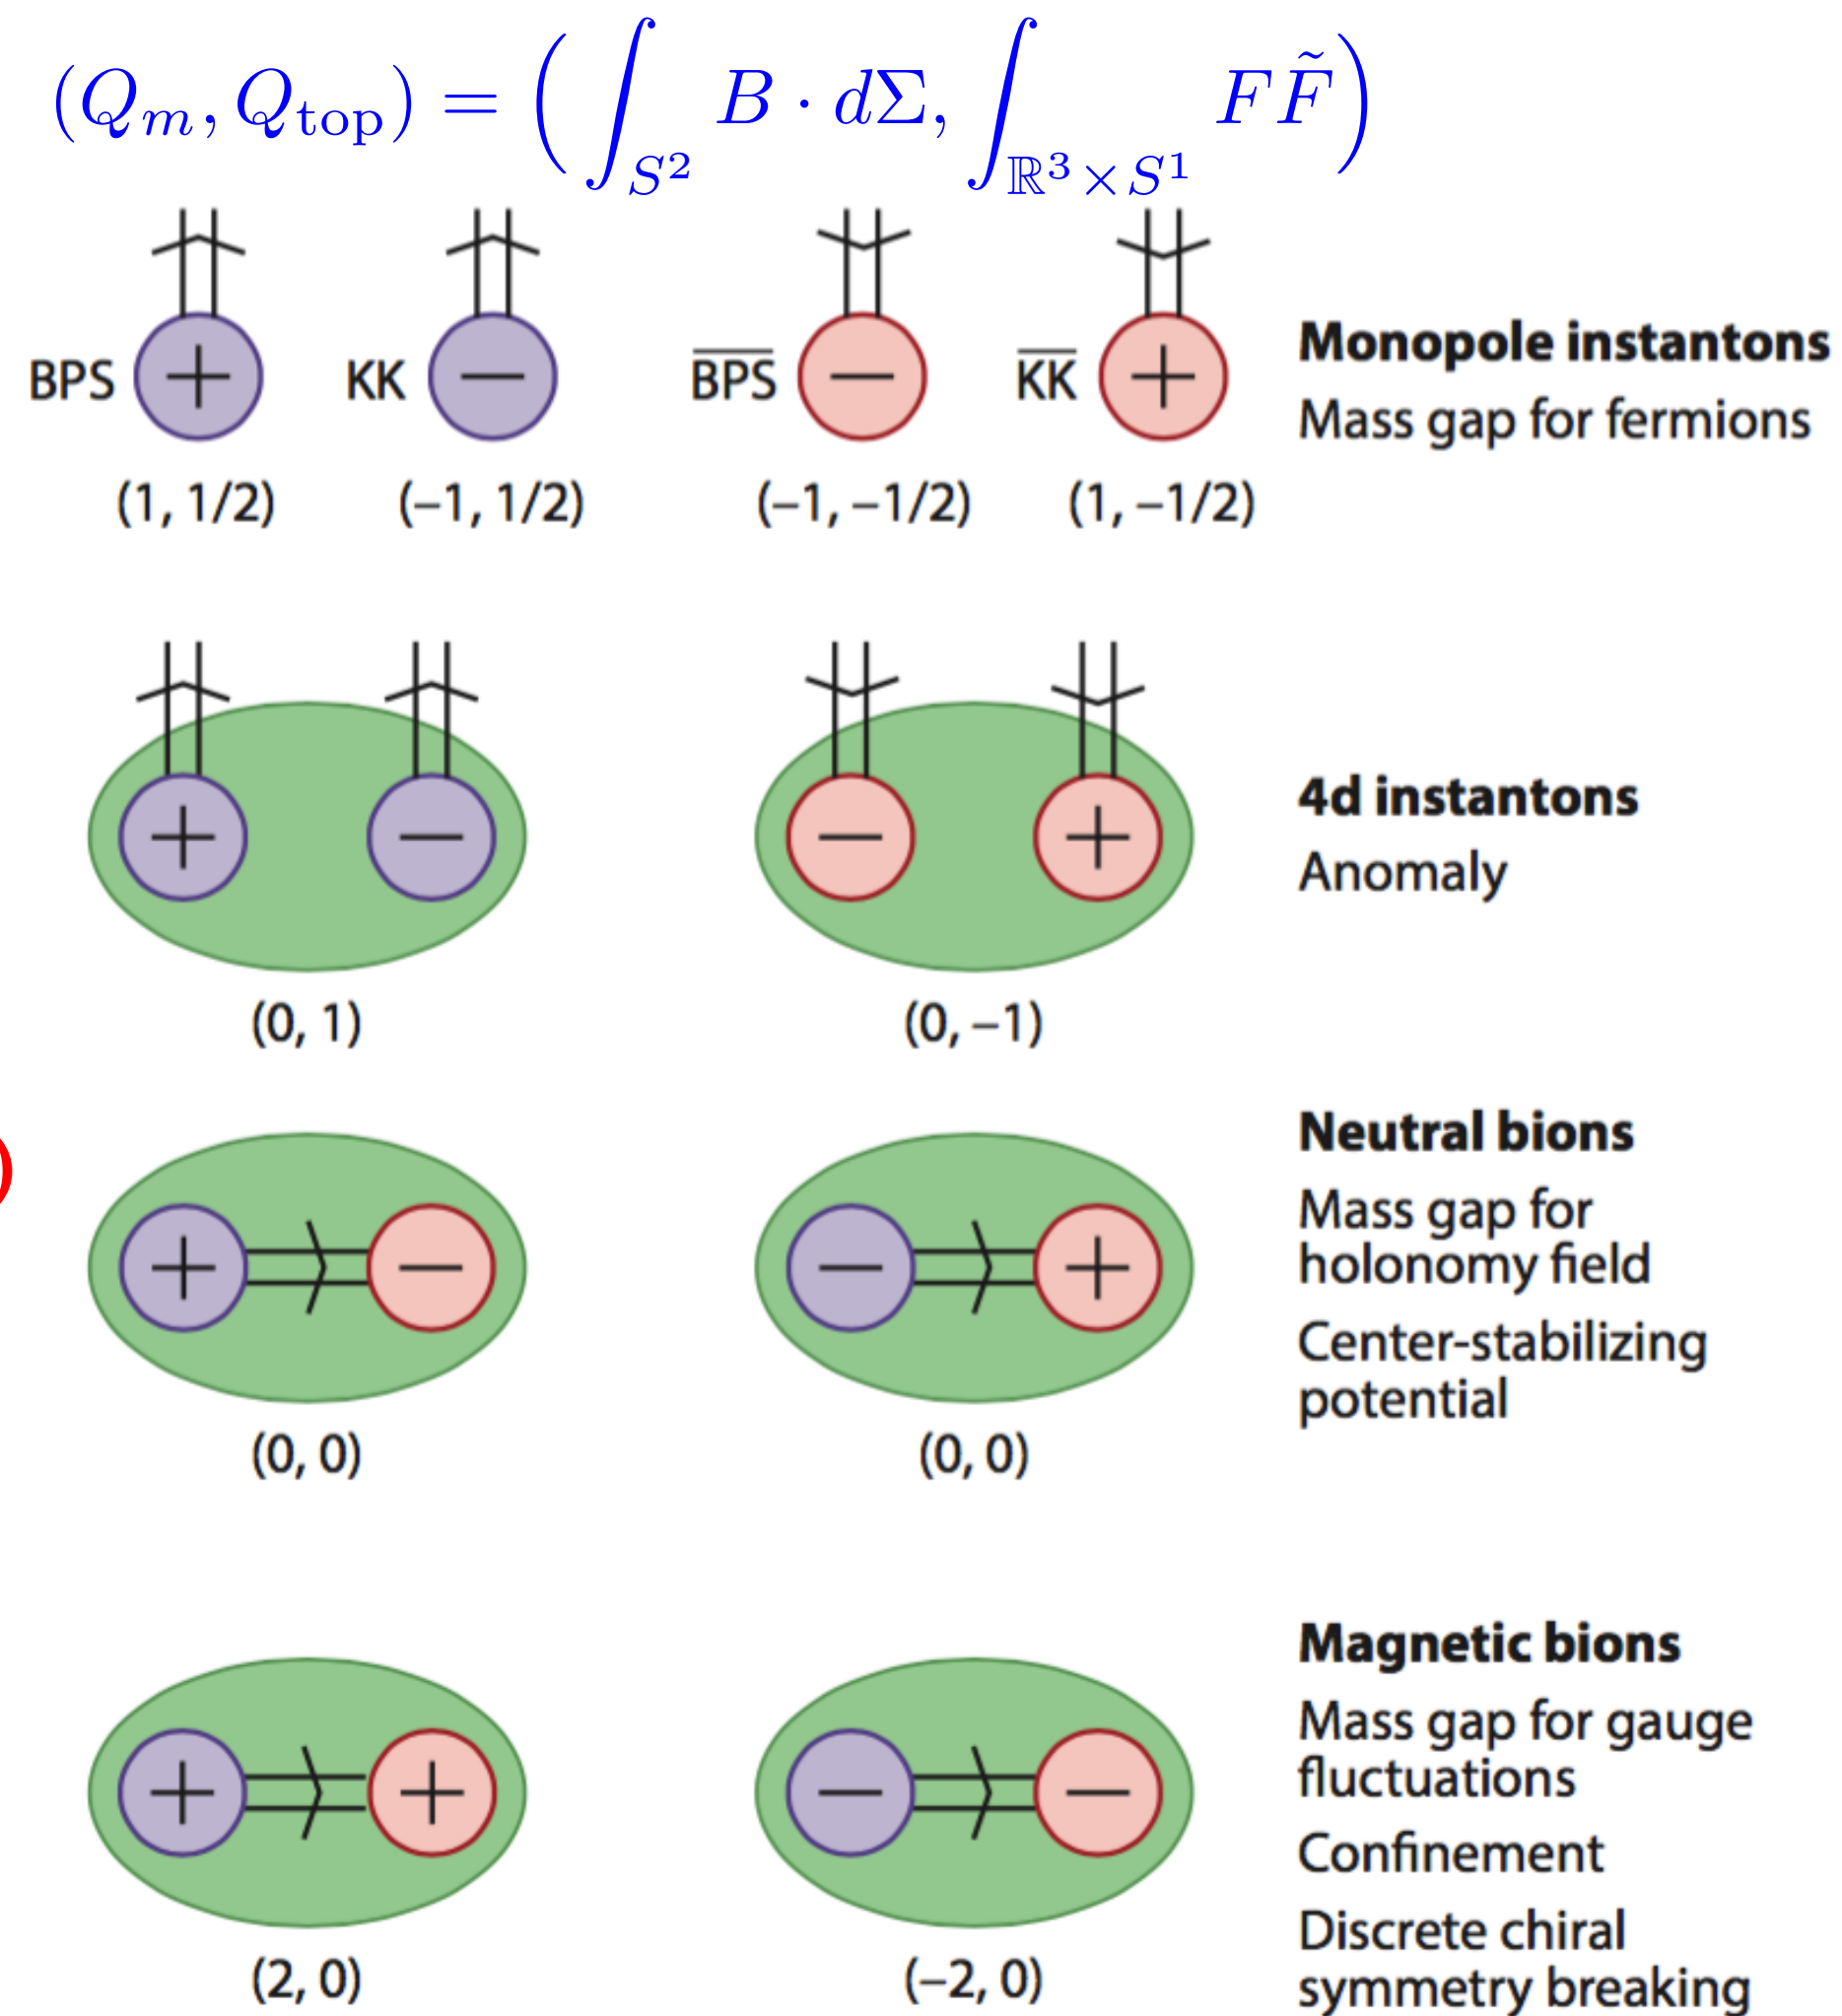 (Q_m, Q_top) = ( ∫_{S²} B · dΣ, ∫_{ℝ³×S¹} F F̃ )
BPS + KK − B̅P̅S̅ − K̅K̅ +
Monopole instantons
Mass gap for fermions
(1, 1/2) (–1, 1/2) (–1, –1/2) (1, –1/2)
+ − − +
4d instantons
Anomaly
(0, 1) (0, –1)
Neutral bions
Mass gap for
holonomy field
Center-stabilizing
potential
)
+ − − +
(0, 0) (0, 0)
Magnetic bions
Mass gap for gauge
fluctuations
Confinement
Discrete chiral
symmetry breaking
+ + − −
(2, 0) (–2, 0)